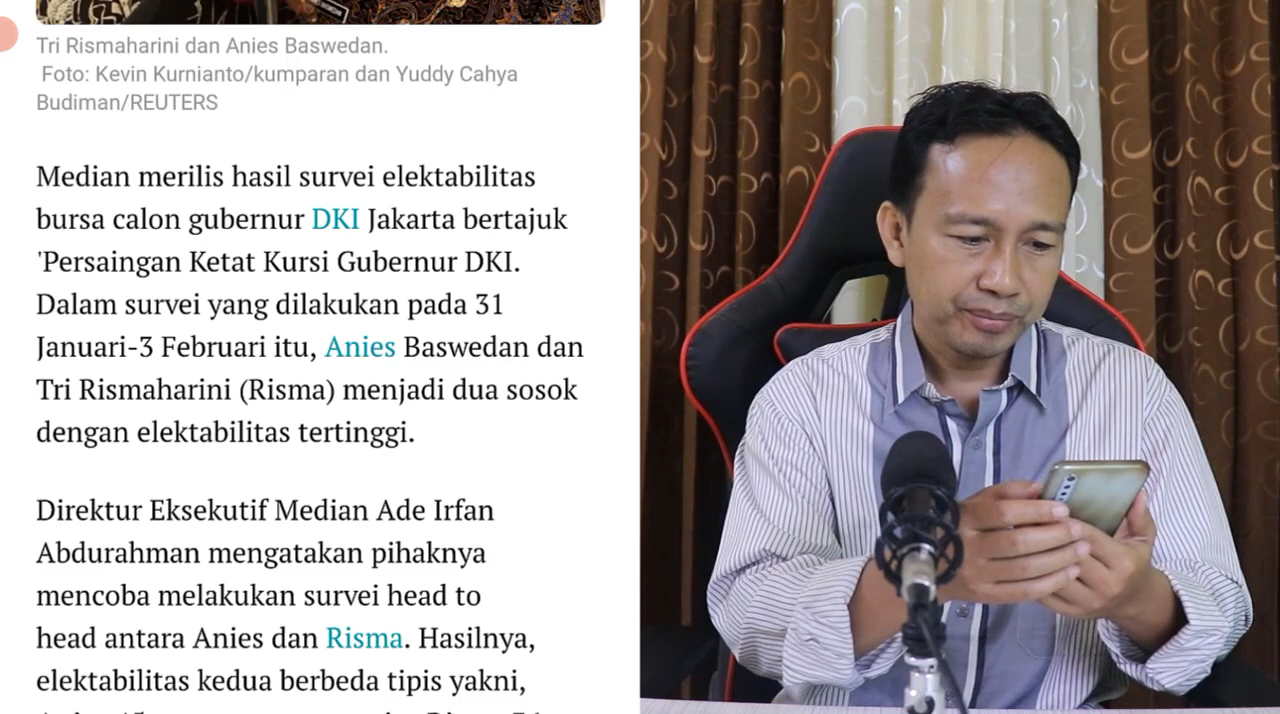 Tri Rismaharini dan Anies Baswedan.
Foto: Kevin Kurnianto/kumparan dan Yuddy Cahya
Budiman/REUTERS
Median merilis hasil survei elektabilitas
bursa calon gubernur DKI Jakarta bertajuk
'Persaingan Ketat Kursi Gubernur DKI.
Dalam survei yang dilakukan pada 31
Januari-3 Februari itu, Anies Baswedan dan
Tri Rismaharini (Risma) menjadi dua sosok
dengan elektabilitas tertinggi.
Direktur Eksekutif Median Ade Irfan
Abdurahman mengatakan pihaknya
mencoba melakukan survei head to
head antara Anies dan Risma. Hasilnya,
elektabilitas kedua berbeda tipis yakni,